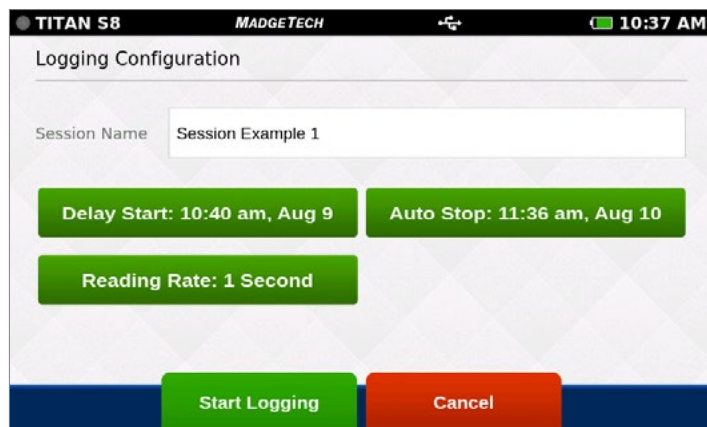 TITAN S8 MADGETECH 10:37 AM
Logging Configuration
Session Name Session Example 1
Delay Start: 10:40 am, Aug 9 Auto Stop: 11:36 am, Aug 10
Reading Rate: 1 Second
Start Logging Cancel